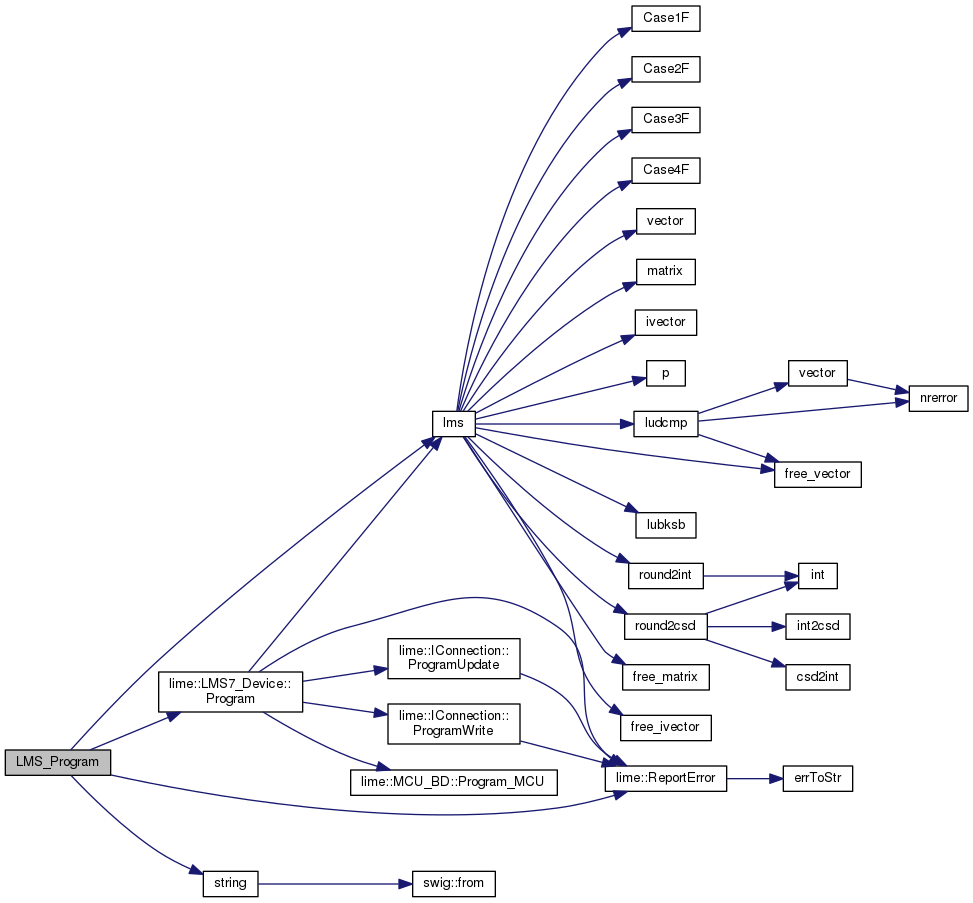 Case1F
Case2F
Case3F
Case4F
vector
matrix
ivector
p
vector
nrerror
lms
ludcmp
free_vector
lubksb
round2int
int
round2csd
int2csd
lime::IConnection::
ProgramUpdate
free_matrix
csd2int
lime::LMS7_Device::
Program
lime::IConnection::
ProgramWrite
free_ivector
LMS_Program
lime::MCU_BD::Program_MCU
lime::ReportError
errToStr
string
swig::from